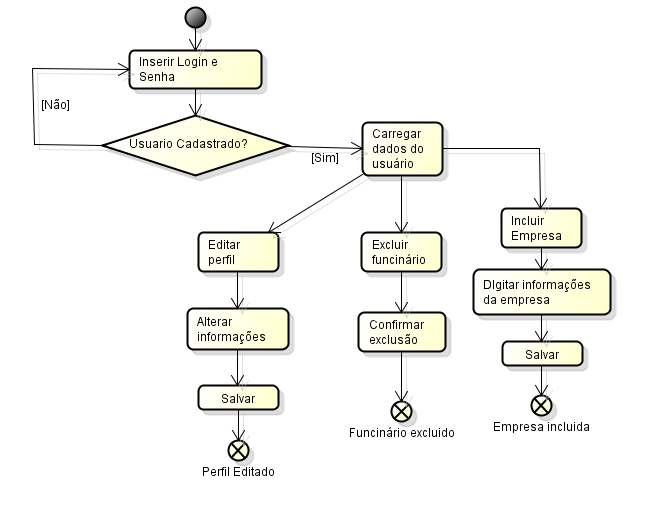 Inserir Login e
Senha
[Não]
Usuario Cadastrado?
[Sim]
Carregar
dados do
usuário
Editar
perfil
Excluir
funcinário
Incluir
Empresa
Alterar
informações
Confirmar
exclusão
DIgitar informações
da empresa
Salvar
Salvar
Perfil Editado
Funcinário excluido
Empresa incluida